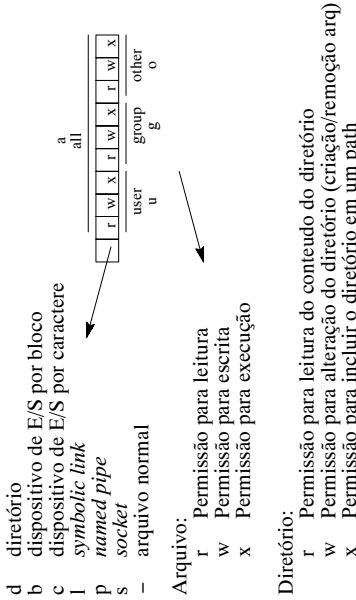 d diretório
b dispositivo de E/S por bloco
c dispositivo de E/S por caractere
l symbolic link
p named pipe
s socket
– arquivo normal
a
all
r w x r w x r w x
user group other
u g o
Arquivo:
r Permissão para leitura
w Permissão para escrita
x Permissão para execução
Diretório:
r Permissão para leitura do conteudo do diretório
w Permissão para alteração do diretório (criação/remoção arq)
x Permissão para incluir o diretório em um path